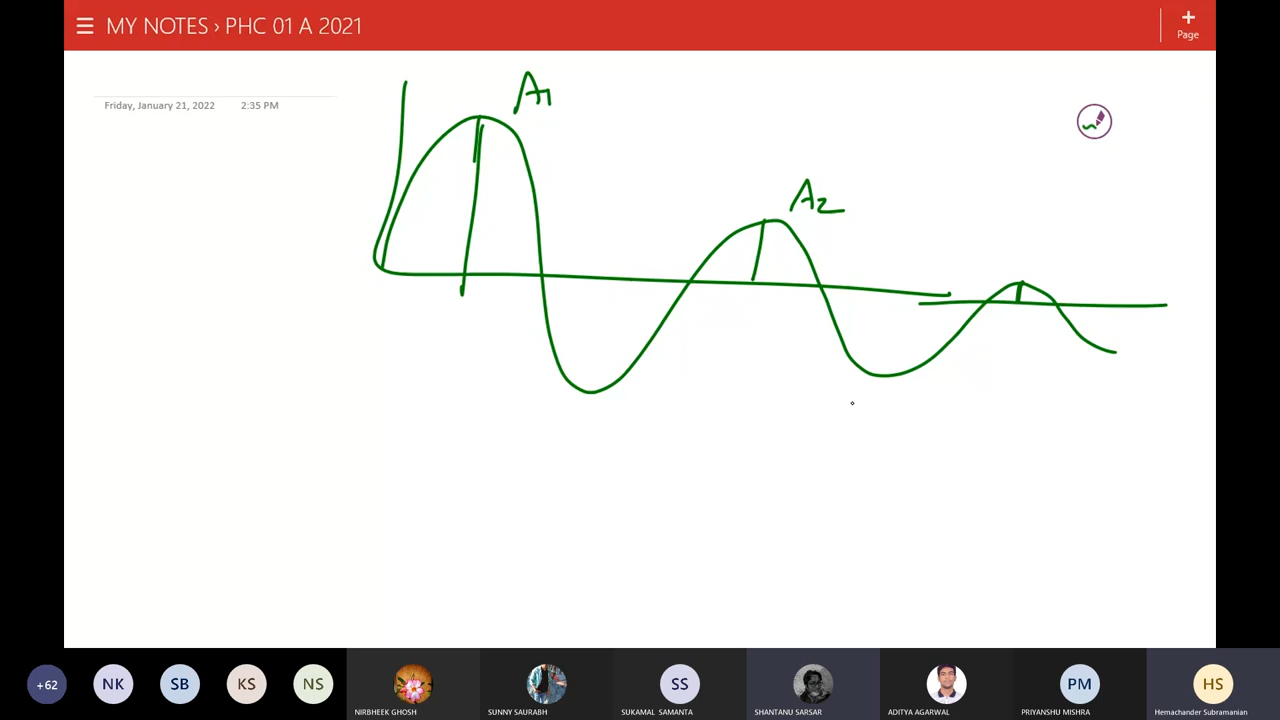 MY NOTES › PHC 01 A 2021
+
Page
Friday, January 21, 2022 2:35 PM
A1
A2
+62
NK
SB
KS
NS
SS
PM
HS
NIRBHEEK GHOSH
SUNNY SAURABH
SUKAMAL SAMANTA
SHANTANU SARSAR
ADITYA AGARWAL
PRIYANSHU MISHRA
Hemachander Subramanian